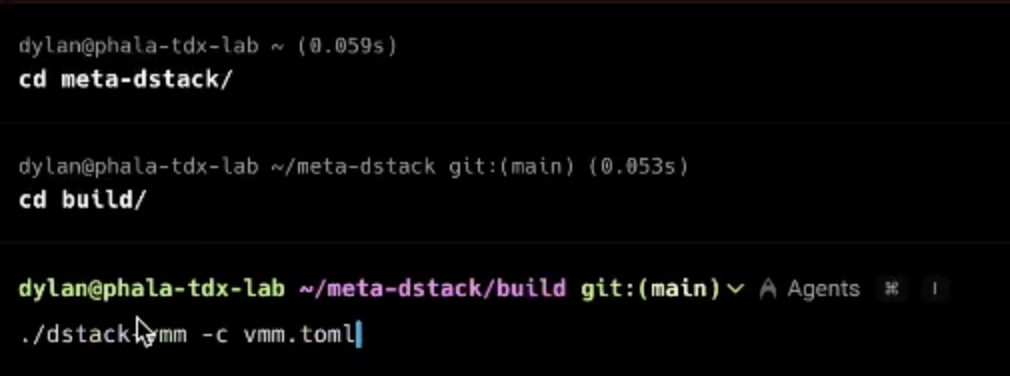 dylan@phala-tdx-lab ~ (0.059s)
cd meta-dstack/
dylan@phala-tdx-lab ~/meta-dstack git:(main) (0.053s)
cd build/
dylan@phala-tdx-lab ~/meta-dstack/build git:(main) Agents ⌘ I
./dstack-vmm -c vmm.toml